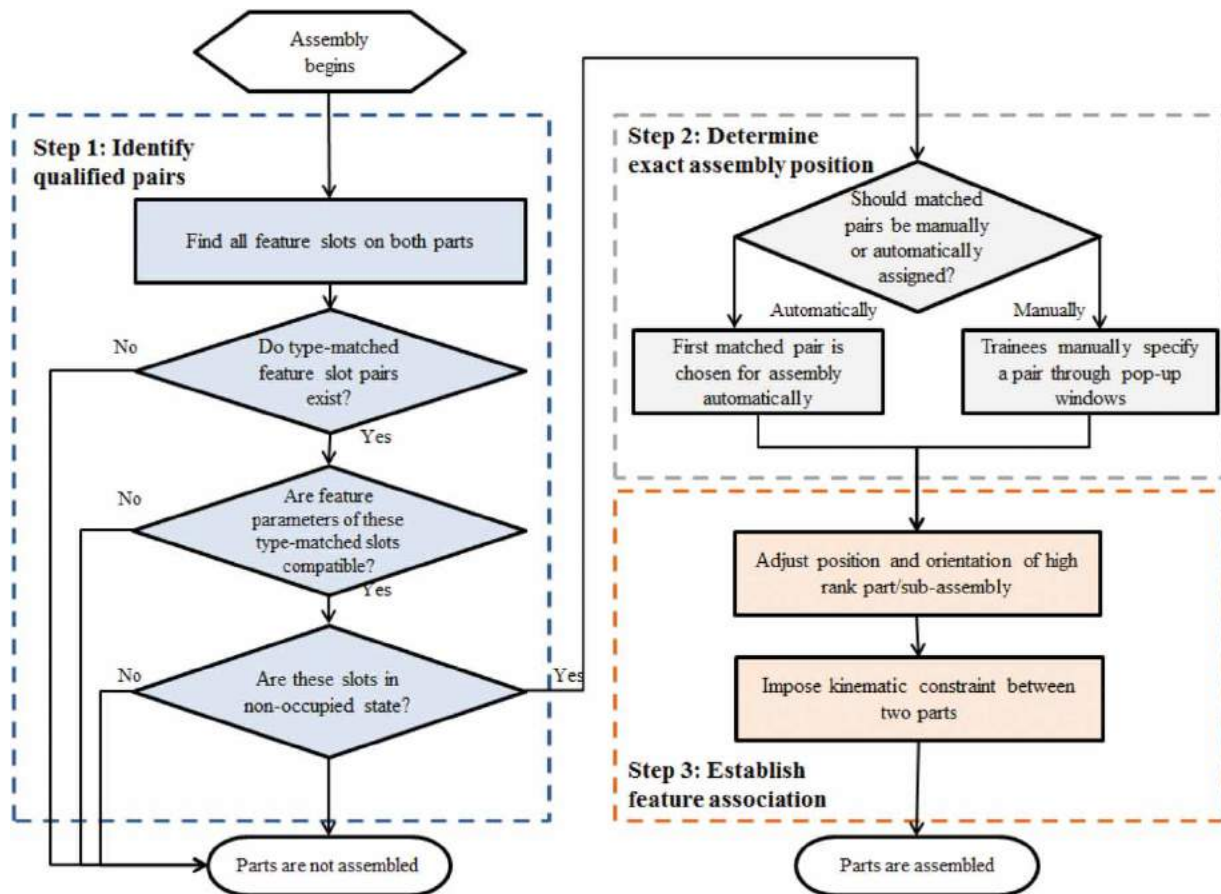 Assembly
begins
Step 1: Identify
qualified pairs
Find all feature slots on both parts
No
Do type-matched
feature slot pairs
exist?
Yes
No
Are feature
parameters of these
type-matched slots
compatible?
Yes
No
Are these slots in
non-occupied state?
Yes
Parts are not assembled
Step 2: Determine
exact assembly position
Should matched
pairs be manually
or automatically
assigned?
Automatically
Manually
First matched pair is
chosen for assembly
automatically
Trainees manually specify
a pair through pop-up
windows
Adjust position and orientation of high
rank part/sub-assembly
Impose kinematic constraint between
two parts
Step 3: Establish
feature association
Parts are assembled